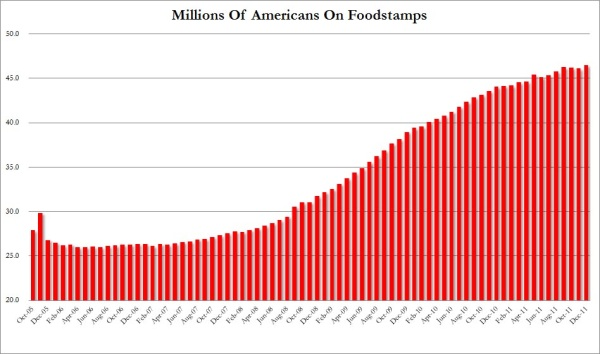 Millions Of Americans On Foodstamps
50.0
45.0
40.0
35.0
30.0
25.0
20.0
Oct-05
Dec-05
Feb-06
Apr-06
Jun-06
Aug-06
Oct-06
Dec-06
Feb-07
Apr-07
Jun-07
Aug-07
Oct-07
Dec-07
Feb-08
Apr-08
Jun-08
Aug-08
Oct-08
Dec-08
Feb-09
Apr-09
Jun-09
Aug-09
Oct-09
Dec-09
Feb-10
Apr-10
Jun-10
Aug-10
Oct-10
Dec-10
Feb-11
Apr-11
Jun-11
Aug-11
Oct-11
Dec-11